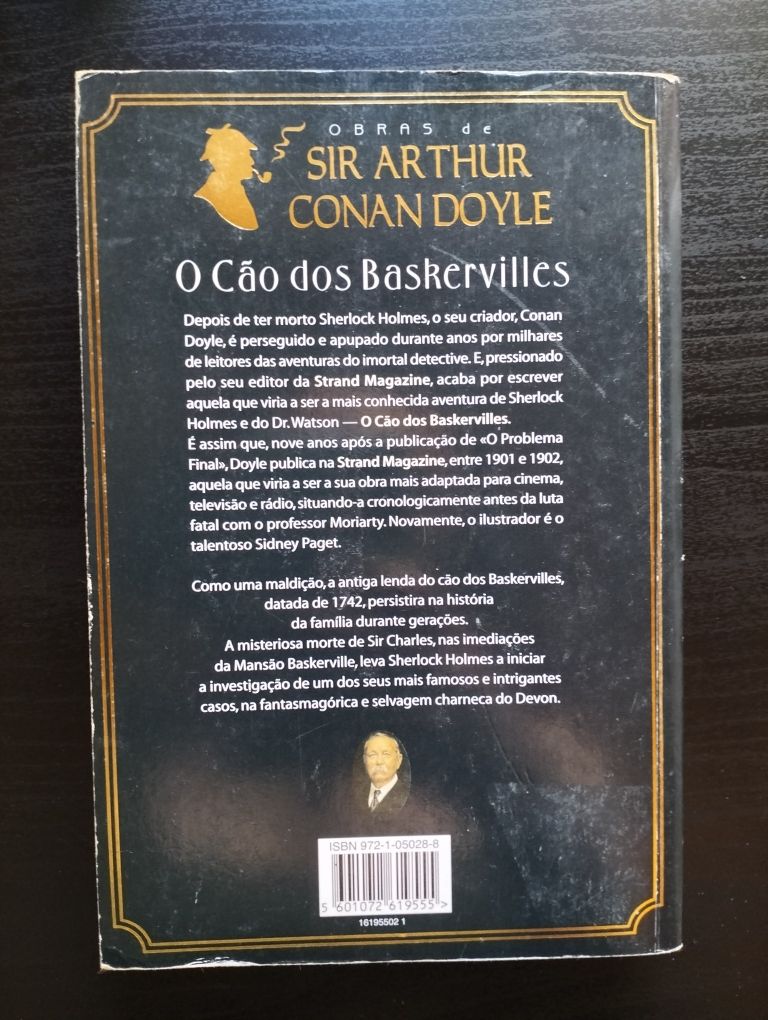 OBRAS de
SIR ARTHUR
CONAN DOYLE
O Cão dos Baskervilles
Depois de ter morto Sherlock Holmes, o seu criador, Conan
Doyle, é perseguido e apupado durante anos por milhares
de leitores das aventuras do imortal detective. E, pressionado
pelo seu editor da Strand Magazine, acaba por escrever
aquela que viria a ser a mais conhecida aventura de Sherlock
Holmes e do Dr. Watson — O Cão dos Baskervilles.
É assim que, nove anos após a publicação de «O Problema
Final», Doyle publica na Strand Magazine, entre 1901 e 1902,
aquela que viria a ser a sua obra mais adaptada para cinema,
televisão e rádio, situando-a cronologicamente antes da luta
fatal com o professor Moriarty. Novamente, o ilustrador é o
talentoso Sidney Paget.
Como uma maldição, a antiga lenda do cão dos Baskervilles,
datada de 1742, persistira na história
da família durante gerações.
A misteriosa morte de Sir Charles, nas imediações
da Mansão Baskerville, leva Sherlock Holmes a iniciar
a investigação de um dos seus mais famosos e intrigantes
casos, na fantasmagórica e selvagem charneca do Devon.
ISBN 972-1-05028-8
5 601072 619555 >
16195502 1